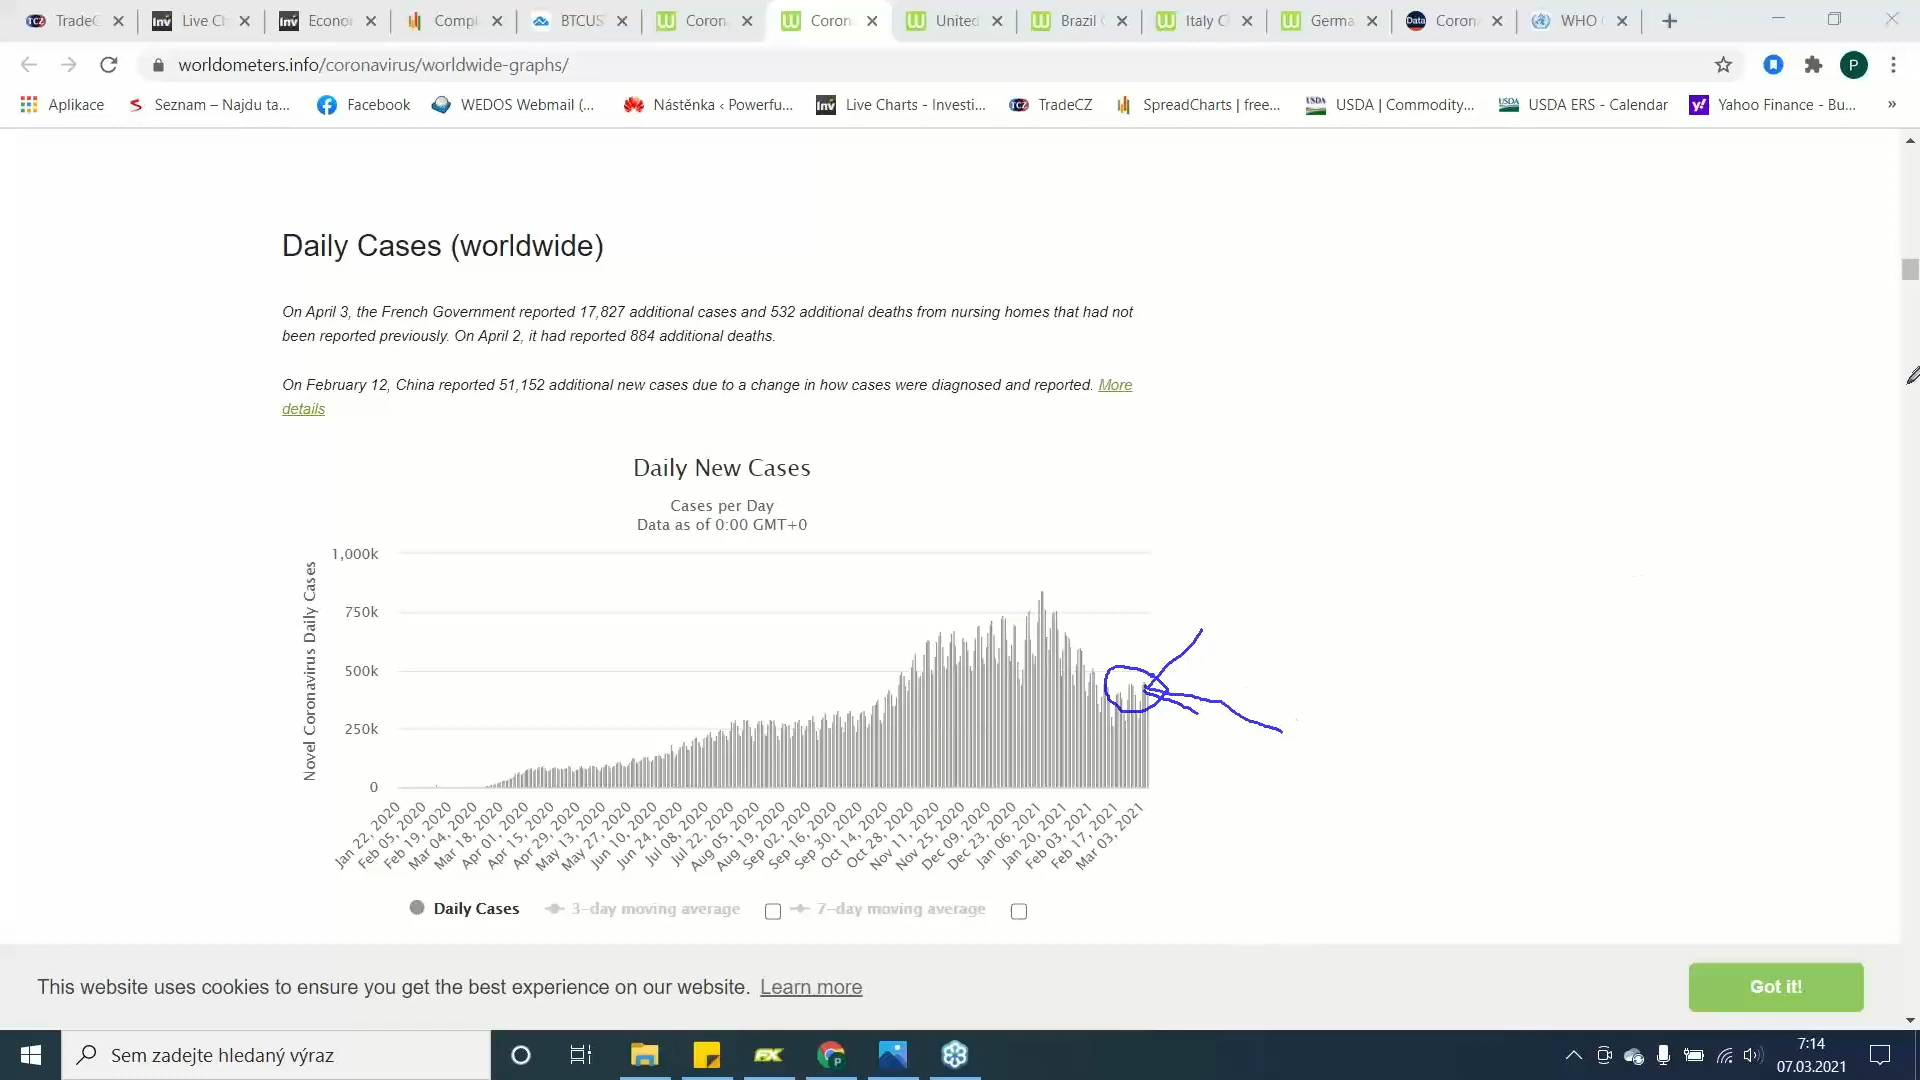 TradeC
Live Cl
Econo
Compl
BTCUS
Coron
Coron
United
Brazil
Italy C
Germa
Data
Coron
WHO
worldometers.info/coronavirus/worldwide-graphs/
P
Aplikace
Seznam – Najdu ta...
Facebook
WEDOS Webmail (...
Nástěnka ‹ Powerfu...
Inv
Live Charts - Investi...
TCZ
TradeCZ
SpreadCharts | free...
USDA
USDA | Commodity...
USDA
USDA ERS - Calendar
y!
Yahoo Finance - Bu...
»
Daily Cases (worldwide)
On April 3, the French Government reported 17,827 additional cases and 532 additional deaths from nursing homes that had not
been reported previously. On April 2, it had reported 884 additional deaths.
On February 12, China reported 51,152 additional new cases due to a change in how cases were diagnosed and reported. More
details
Daily New Cases
Cases per Day
Data as of 0:00 GMT+0
Novel Coronavirus Daily Cases
1,000k
750k
500k
250k
0
Jan 22, 2020
Feb 05, 2020
Feb 19, 2020
Mar 04, 2020
Mar 18, 2020
Apr 01, 2020
Apr 15, 2020
Apr 29, 2020
May 13, 2020
May 27, 2020
Jun 10, 2020
Jun 24, 2020
Jul 08, 2020
Jul 22, 2020
Aug 05, 2020
Aug 19, 2020
Sep 02, 2020
Sep 16, 2020
Sep 30, 2020
Oct 14, 2020
Oct 28, 2020
Nov 11, 2020
Nov 25, 2020
Dec 09, 2020
Dec 23, 2020
Jan 06, 2021
Jan 20, 2021
Feb 03, 2021
Feb 17, 2021
Mar 03, 2021
Daily Cases
3-day moving average
7-day moving average
This website uses cookies to ensure you get the best experience on our website. Learn more
Got it!
Sem zadejte hledaný výraz
FX
7:14
07.03.2021